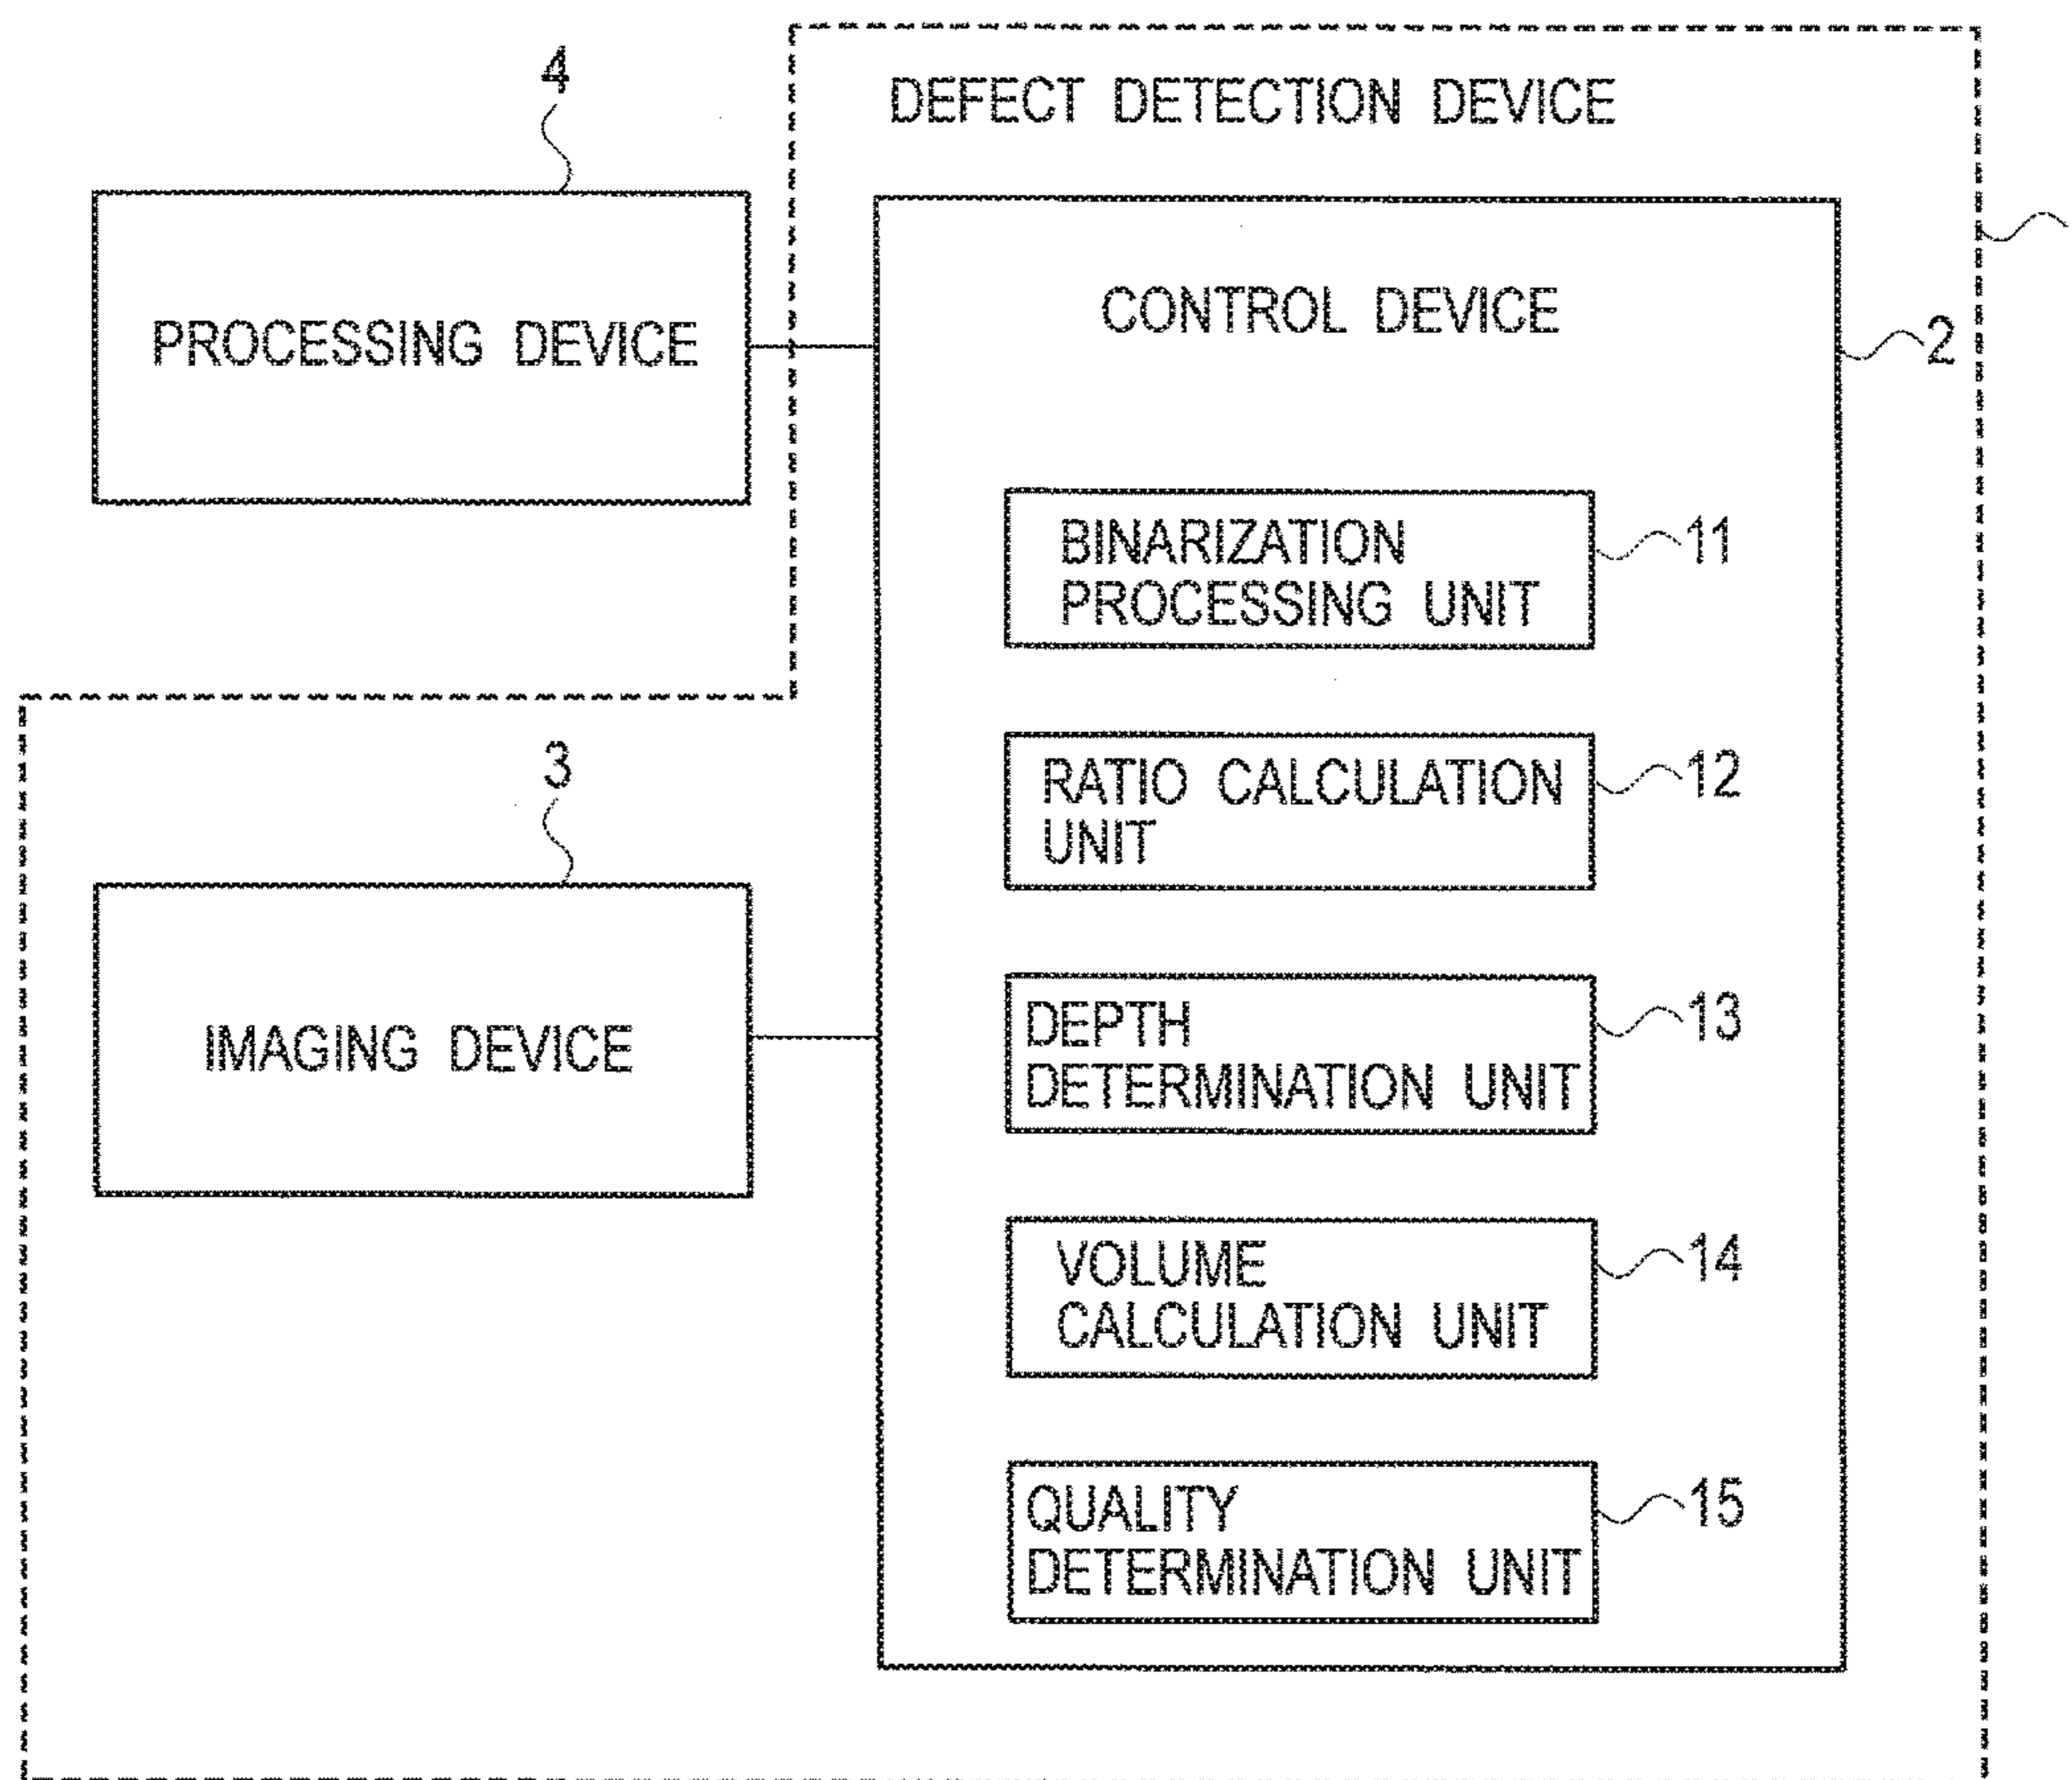 4
DEFECT DETECTION DEVICE
PROCESSING DEVICE
CONTROL DEVICE
2
BINARIZATION
PROCESSING UNIT
11
3
RATIO CALCULATION
UNIT
12
IMAGING DEVICE
DEPTH
DETERMINATION UNIT
13
VOLUME
CALCULATION UNIT
14
QUALITY
DETERMINATION UNIT
15